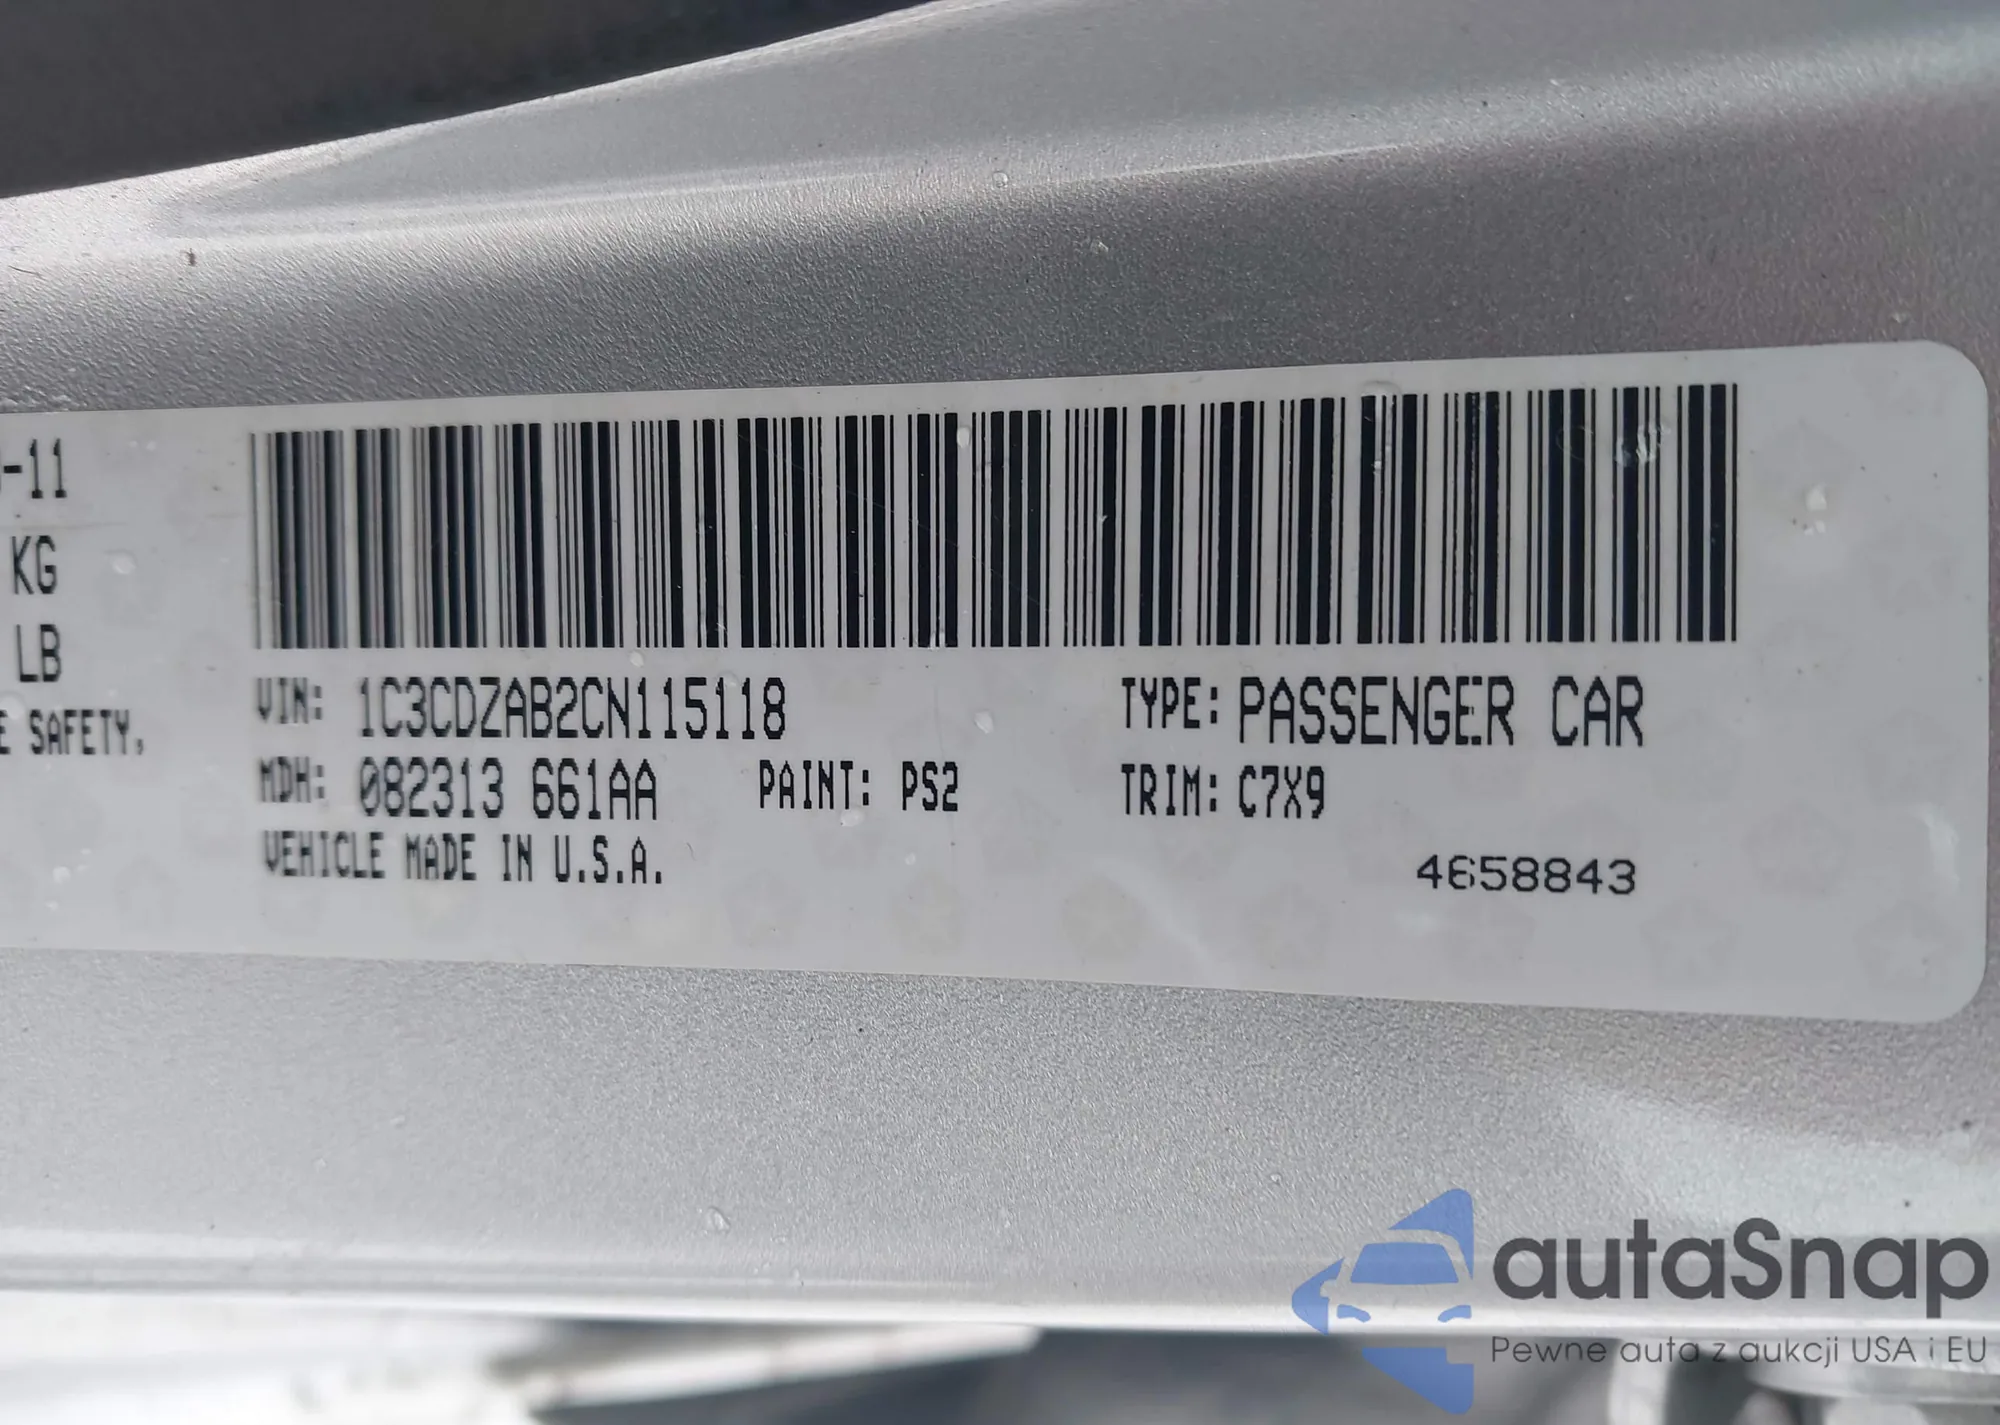 -11
KG
LB
E SAFETY,
VIN: 1C3CDZAB2CN115118
TYPE: PASSENGER CAR
MDH: 082313 661AA
PAINT: PS2
TRIM: C7X9
VEHICLE MADE IN U.S.A.
4658843
autaSnap
Pewne auta z aukcji USA i EU